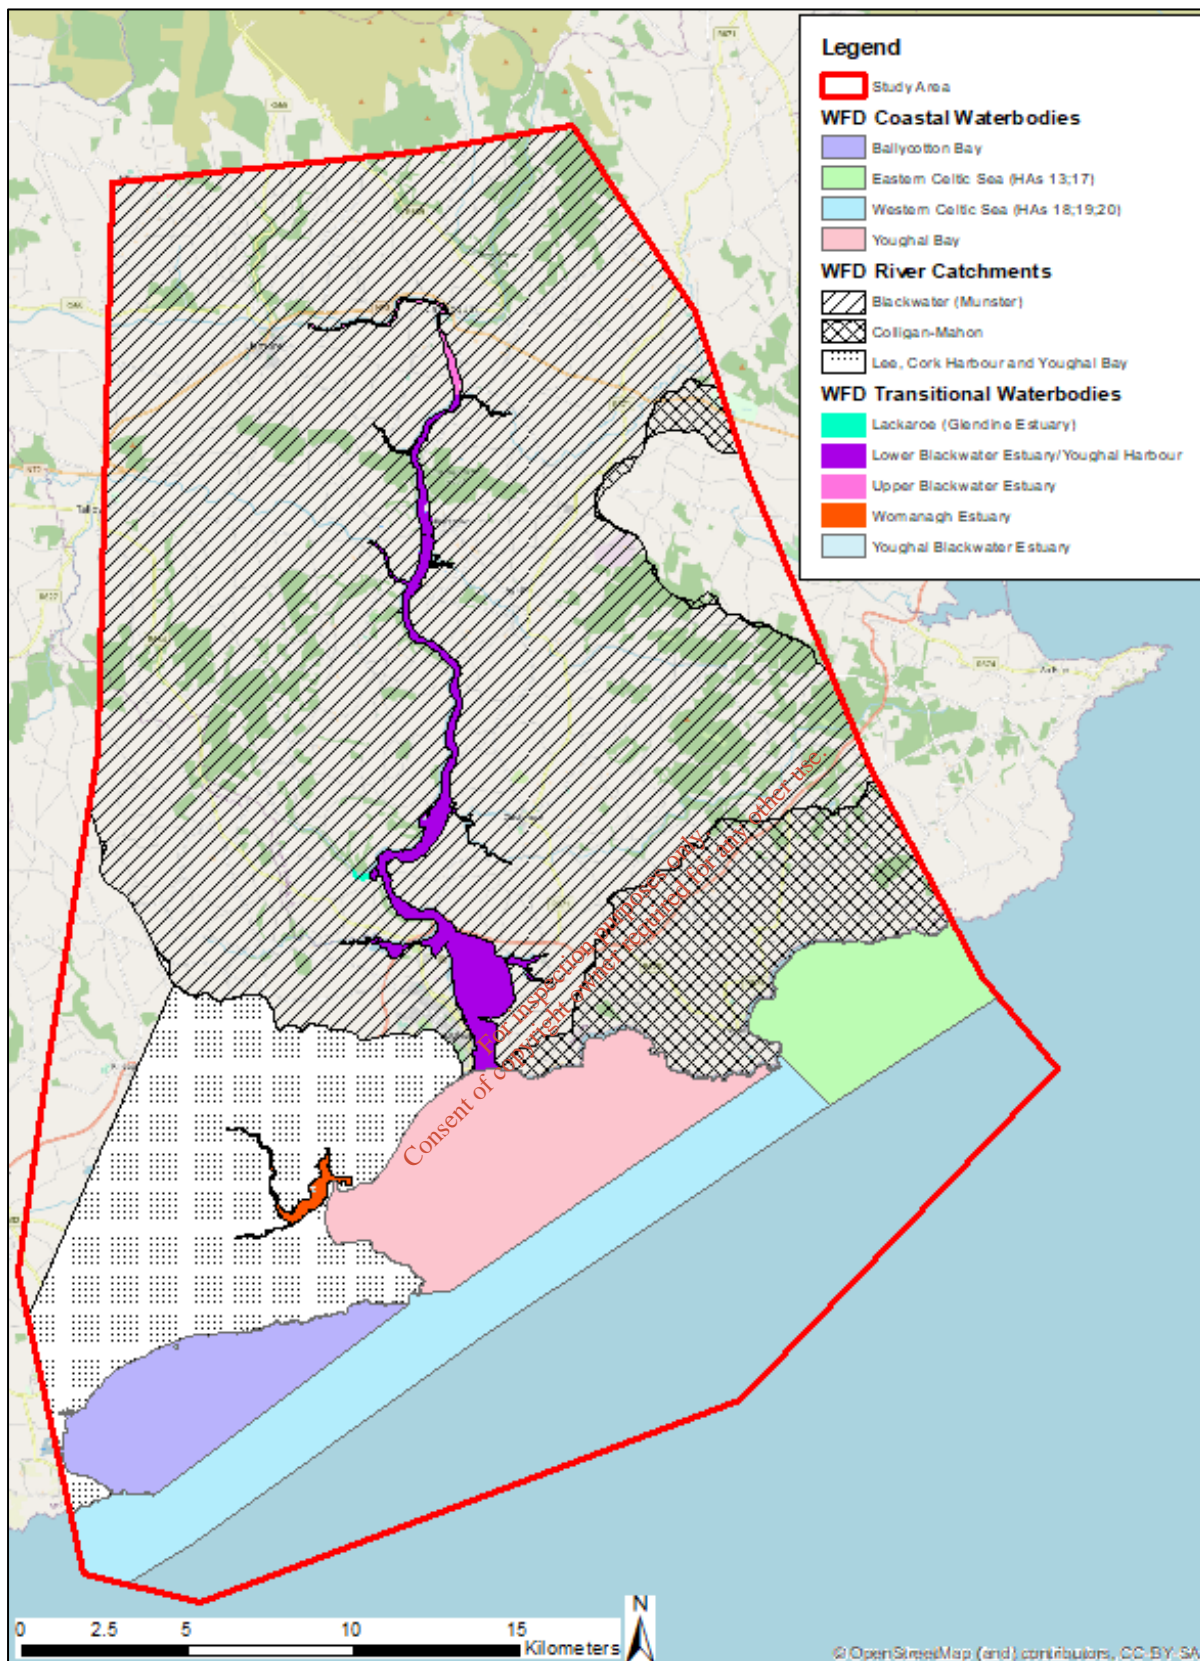 Legend
Study Area
WFD Coastal Waterbodies
Ballycotton Bay
Eastern Celtic Sea (HAs 13;17)
Western Celtic Sea (HAs 18;19;20)
Youghal Bay
WFD River Catchments
Blackwater (Munster)
Colligan-Mahon
Lee, Cork Harbour and Youghal Bay
WFD Transitional Waterbodies
Lackaroe (Glendine Estuary)
Lower Blackwater Estuary/Youghal Harbour
Upper Blackwater Estuary
Womanagh Estuary
Youghal Blackwater Estuary
For inspection purposes only.
Consent of copyright owner required for any other use.
0 2.5 5 10 15
Kilometers
N
© OpenStreetMap (and) contributors, CC-BY-SA